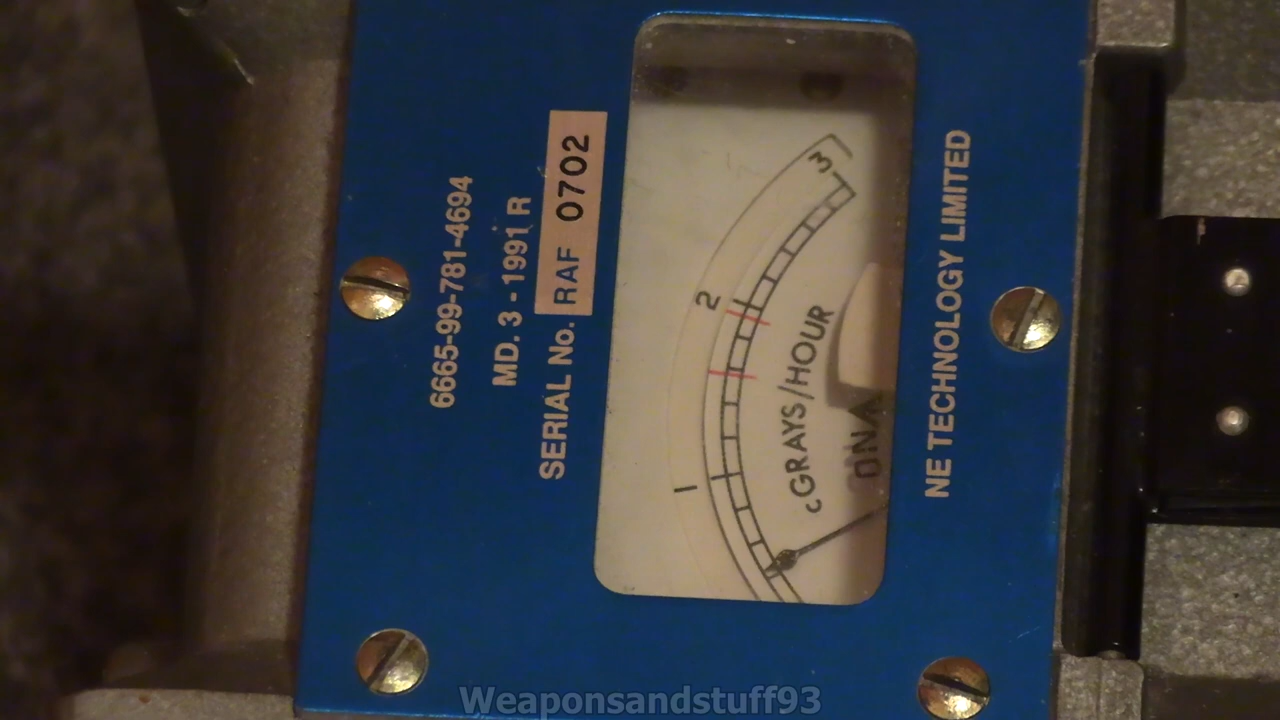 6665-99-781-4694
MD. 3 - 1991 R
SERIAL No. RAF 0702
1 2 3
cGRAYS/HOUR
NE TECHNOLOGY LIMITED
Weaponsandstuff93